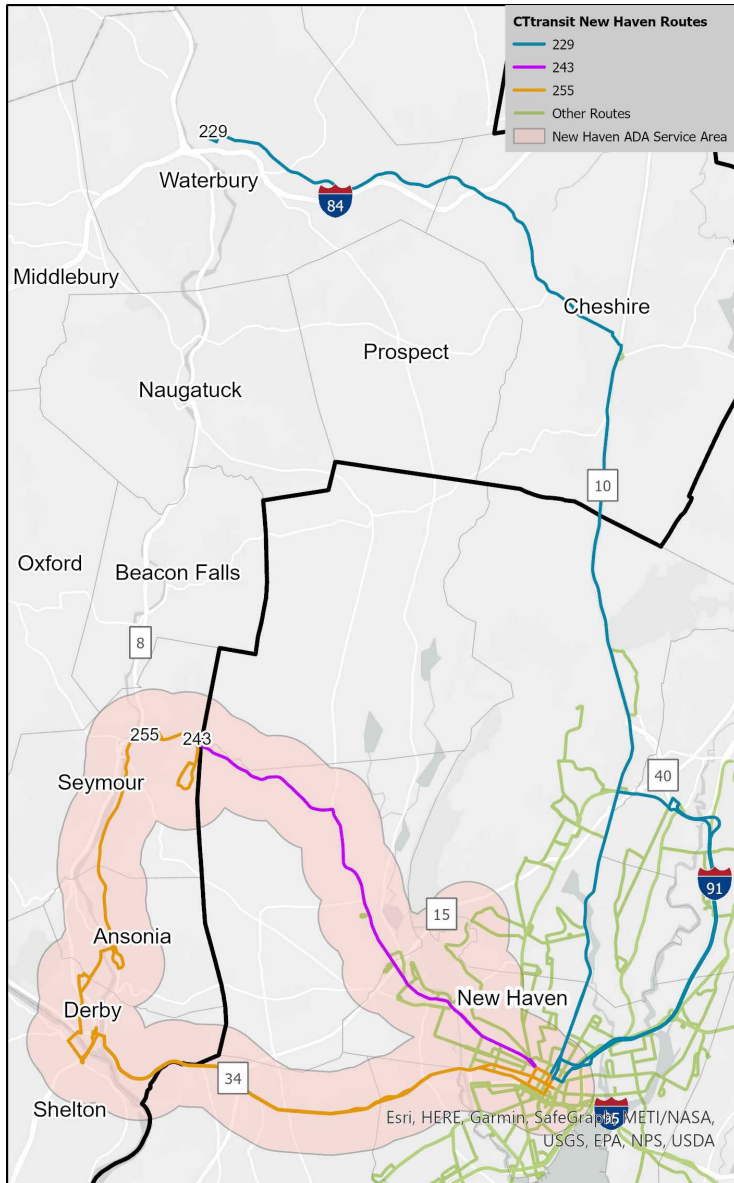 CTtransit New Haven Routes
229
243
255
Other Routes
New Haven ADA Service Area
229
Waterbury
84
Middlebury
Cheshire
Prospect
Naugatuck
10
Oxford
Beacon Falls
8
255
243
Seymour
40
91
15
Ansonia
New Haven
Derby
34
Shelton
95
Esri, HERE, Garmin, SafeGraph, METI/NASA,
USGS, EPA, NPS, USDA